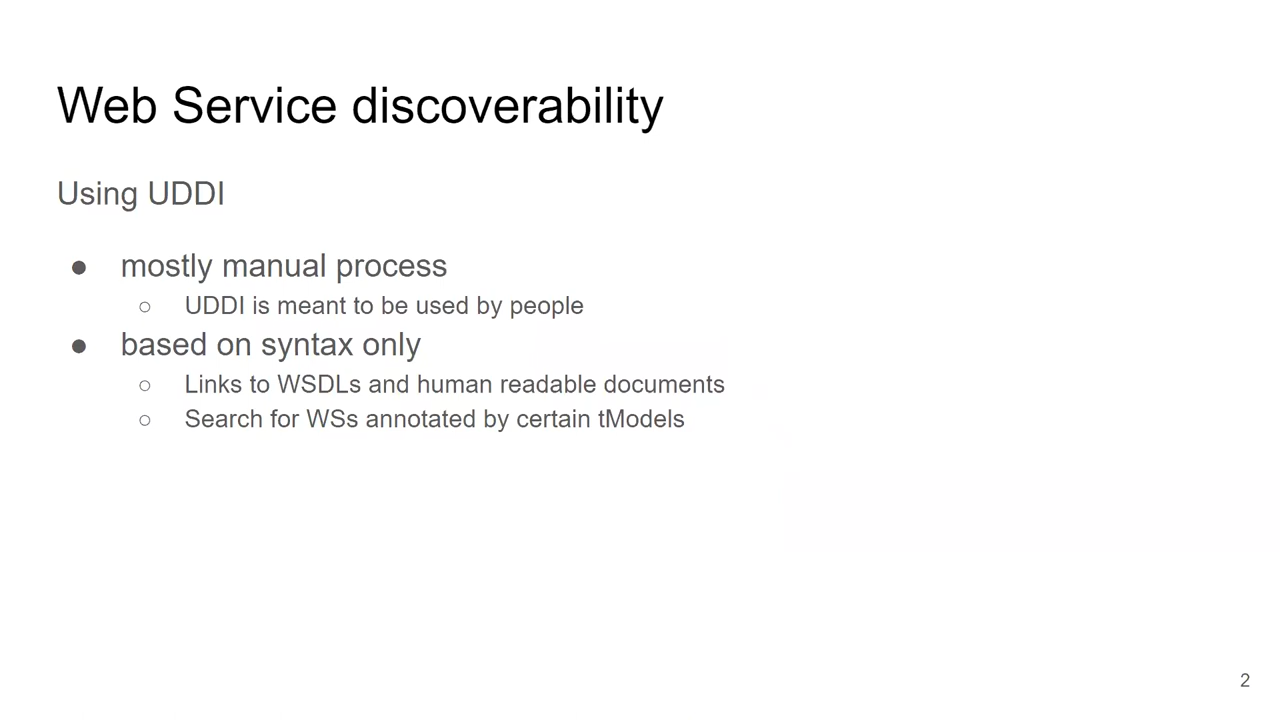 Web Service discoverability
Using UDDI
● mostly manual process
○ UDDI is meant to be used by people
● based on syntax only
○ Links to WSDLs and human readable documents
○ Search for WSs annotated by certain tModels
2